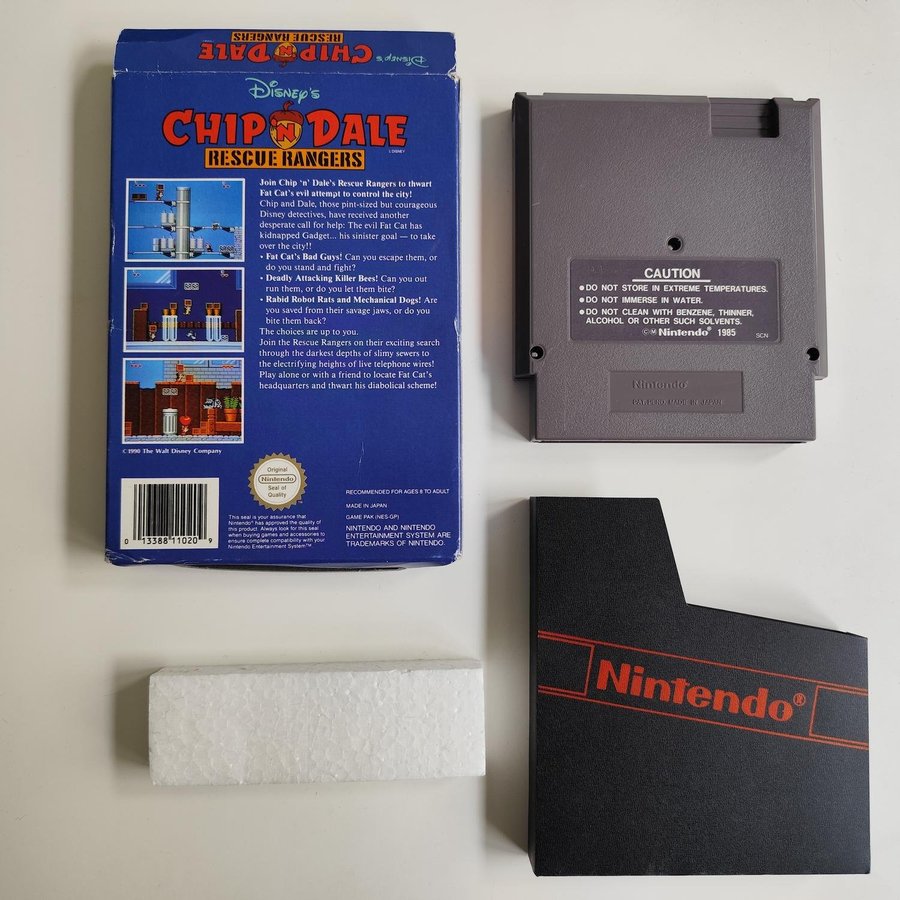 DISNEY'S
CHIP 'N DALE
RESCUE RANGERS
DISNEY'S
CHIP 'N DALE
RESCUE RANGERS
©DISNEY
Join Chip 'n' Dale's Rescue Rangers to thwart
Fat Cat's evil attempt to control the city!
Chip and Dale, those pint-sized but courageous
Disney detectives, have received another
desperate call for help: The evil Fat Cat has
kidnapped Gadget... his sinister goal — to take
over the city!!
• Fat Cat's Bad Guys! Can you escape them, or
do you stand and fight?
• Deadly Attacking Killer Bees! Can you out
run them, or do you let them bite?
• Rabid Robot Rats and Mechanical Dogs! Are
you saved from their savage jaws, or do you
bite them back?
The choices are up to you.
Join the Rescue Rangers on their exciting search
through the darkest depths of slimy sewers to
the electrifying heights of live telephone wires!
Play alone or with a friend to locate Fat Cat's
headquarters and thwart his diabolical scheme!
©1990 The Walt Disney Company
0 13388 11020 9
Original
Nintendo
Seal of
Quality
This seal is your assurance that
Nintendo® has approved the quality of
this product. Always look for this seal
when buying games and accessories to
ensure complete compatibility with your
Nintendo Entertainment System™.
RECOMMENDED FOR AGES 8 TO ADULT
MADE IN JAPAN
GAME PAK (NES-GP)
NINTENDO AND NINTENDO
ENTERTAINMENT SYSTEM ARE
TRADEMARKS OF NINTENDO.
CAUTION
●DO NOT STORE IN EXTREME TEMPERATURES.
●DO NOT IMMERSE IN WATER.
●DO NOT CLEAN WITH BENZENE, THINNER,
ALCOHOL OR OTHER SUCH SOLVENTS.
©Ⓜ Nintendo® 1985
SCN
Nintendo®
PAT. PEND. MADE IN JAPAN
Nintendo®